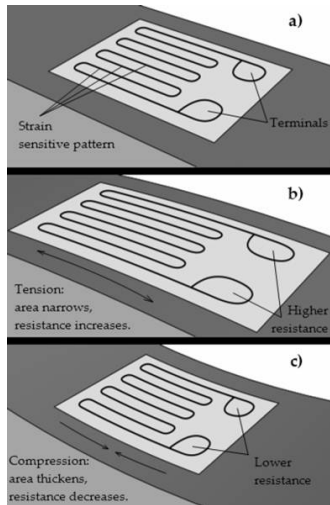 a)
Terminals
Strain
sensitive pattern
b)
Tension:
area narrows,
resistance increases.
Higher
resistance
c)
Lower
resistance
Compression:
area thickens,
resistance decreases.